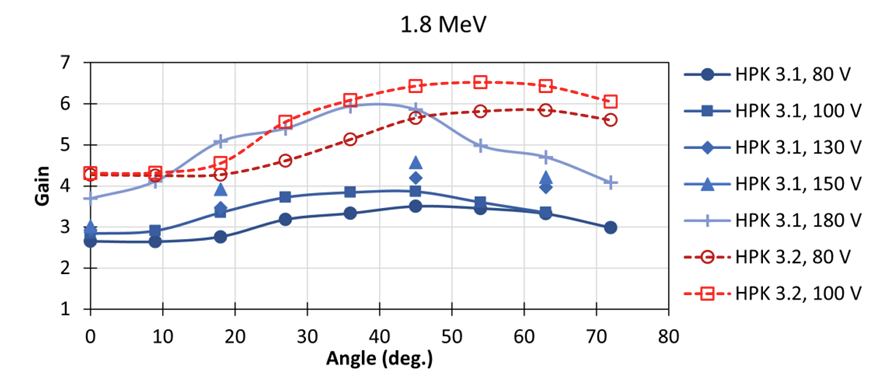 1.8 MeV
7
6
5
4
3
2
1
Gain
0 10 20 30 40 50 60 70 80
Angle (deg.)
HPK 3.1, 80 V
HPK 3.1, 100 V
HPK 3.1, 130 V
HPK 3.1, 150 V
HPK 3.1, 180 V
HPK 3.2, 80 V
HPK 3.2, 100 V